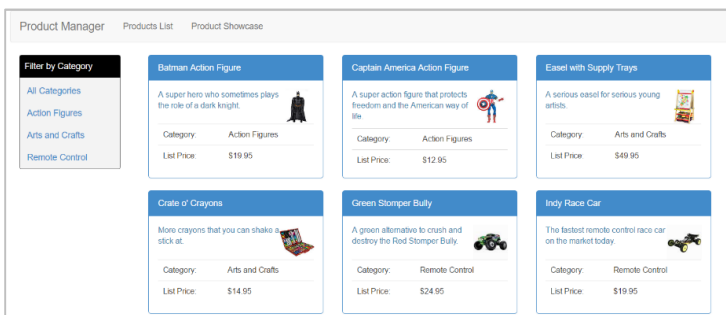 Product Manager Products List Product Showcase
Filter by Category
All Categories
Action Figures
Arts and Crafts
Remote Control
Batman Action Figure
A super hero who sometimes plays
the role of a dark knight.
Category: Action Figures
List Price: $19.95
Captain America Action Figure
A super action figure that protects
freedom and the American way of
life.
Category: Action Figures
List Price: $12.95
Easel with Supply Trays
A serious easel for serious young
artists.
Category: Arts and Crafts
List Price: $49.95
Crate o' Crayons
More crayons that you can shake a
stick at.
Category: Arts and Crafts
List Price: $14.95
Green Stomper Bully
A green alternative to crush and
destroy the Red Stomper Bully.
Category: Remote Control
List Price: $24.95
Indy Race Car
The fastest remote control race car
on the market today.
Category: Remote Control
List Price: $19.95